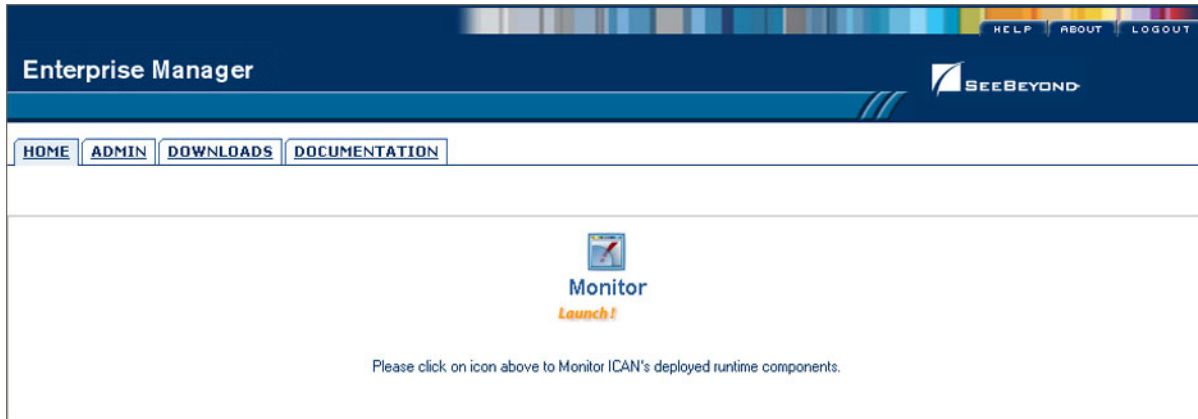 HELP ABOUT LOGOUT
Enterprise Manager
SEEBEYOND
HOME ADMIN DOWNLOADS DOCUMENTATION
Monitor
Launch!
Please click on icon above to Monitor ICAN's deployed runtime components.